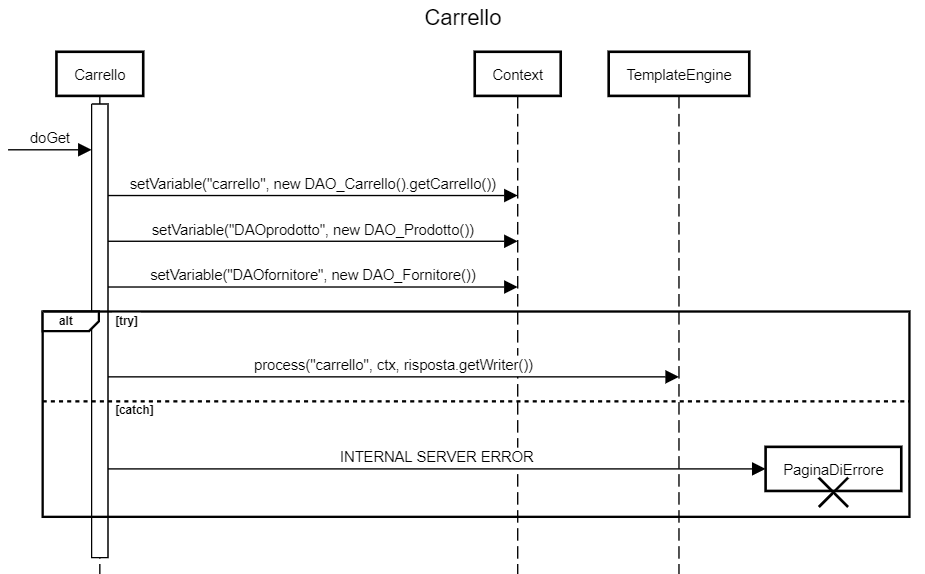 Carrello
Carrello
Context
TemplateEngine
doGet
setVariable("carrello", new DAO_Carrello().getCarrello())
setVariable("DAOprodotto", new DAO_Prodotto())
setVariable("DAOfornitore", new DAO_Fornitore())
alt
[try]
process("carrello", ctx, risposta.getWriter())
[catch]
INTERNAL SERVER ERROR
PaginaDiErrore